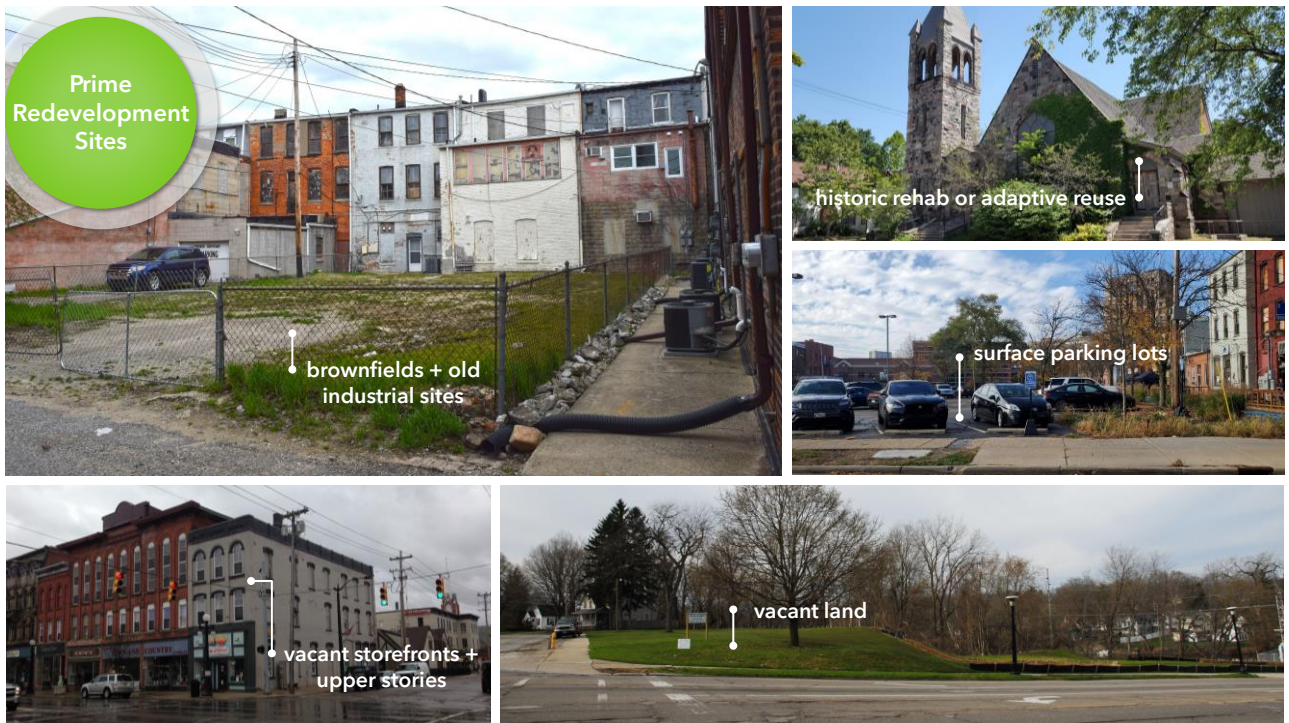 Prime
Redevelopment
Sites
historic rehab or adaptive reuse
brownfields + old
industrial sites
surface parking lots
vacant storefronts +
upper stories
vacant land